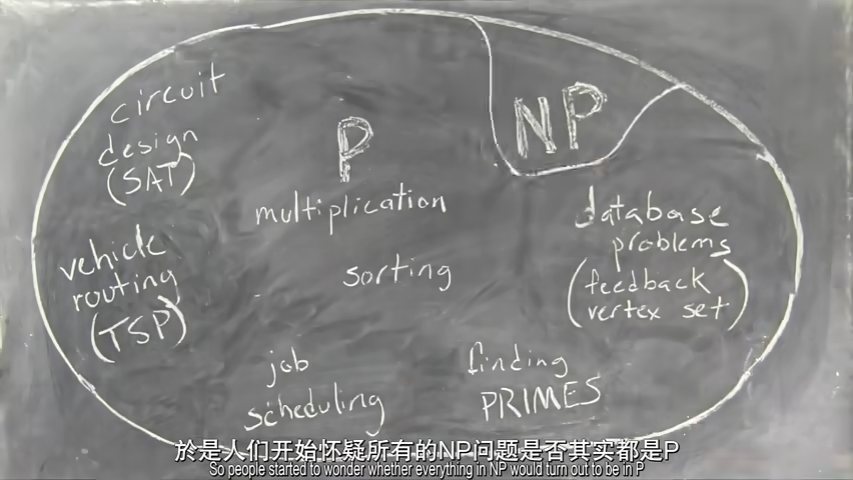 circuit
design
(SAT)
P
NP
multiplication
database
problems
(feedback
vertex set)
vehicle
routing
(TSP)
sorting
job
scheduling
finding
PRIMES
於是人们开始怀疑所有的NP问题是否其实都是P
So people started to wonder whether everything in NP would turn out to be in P